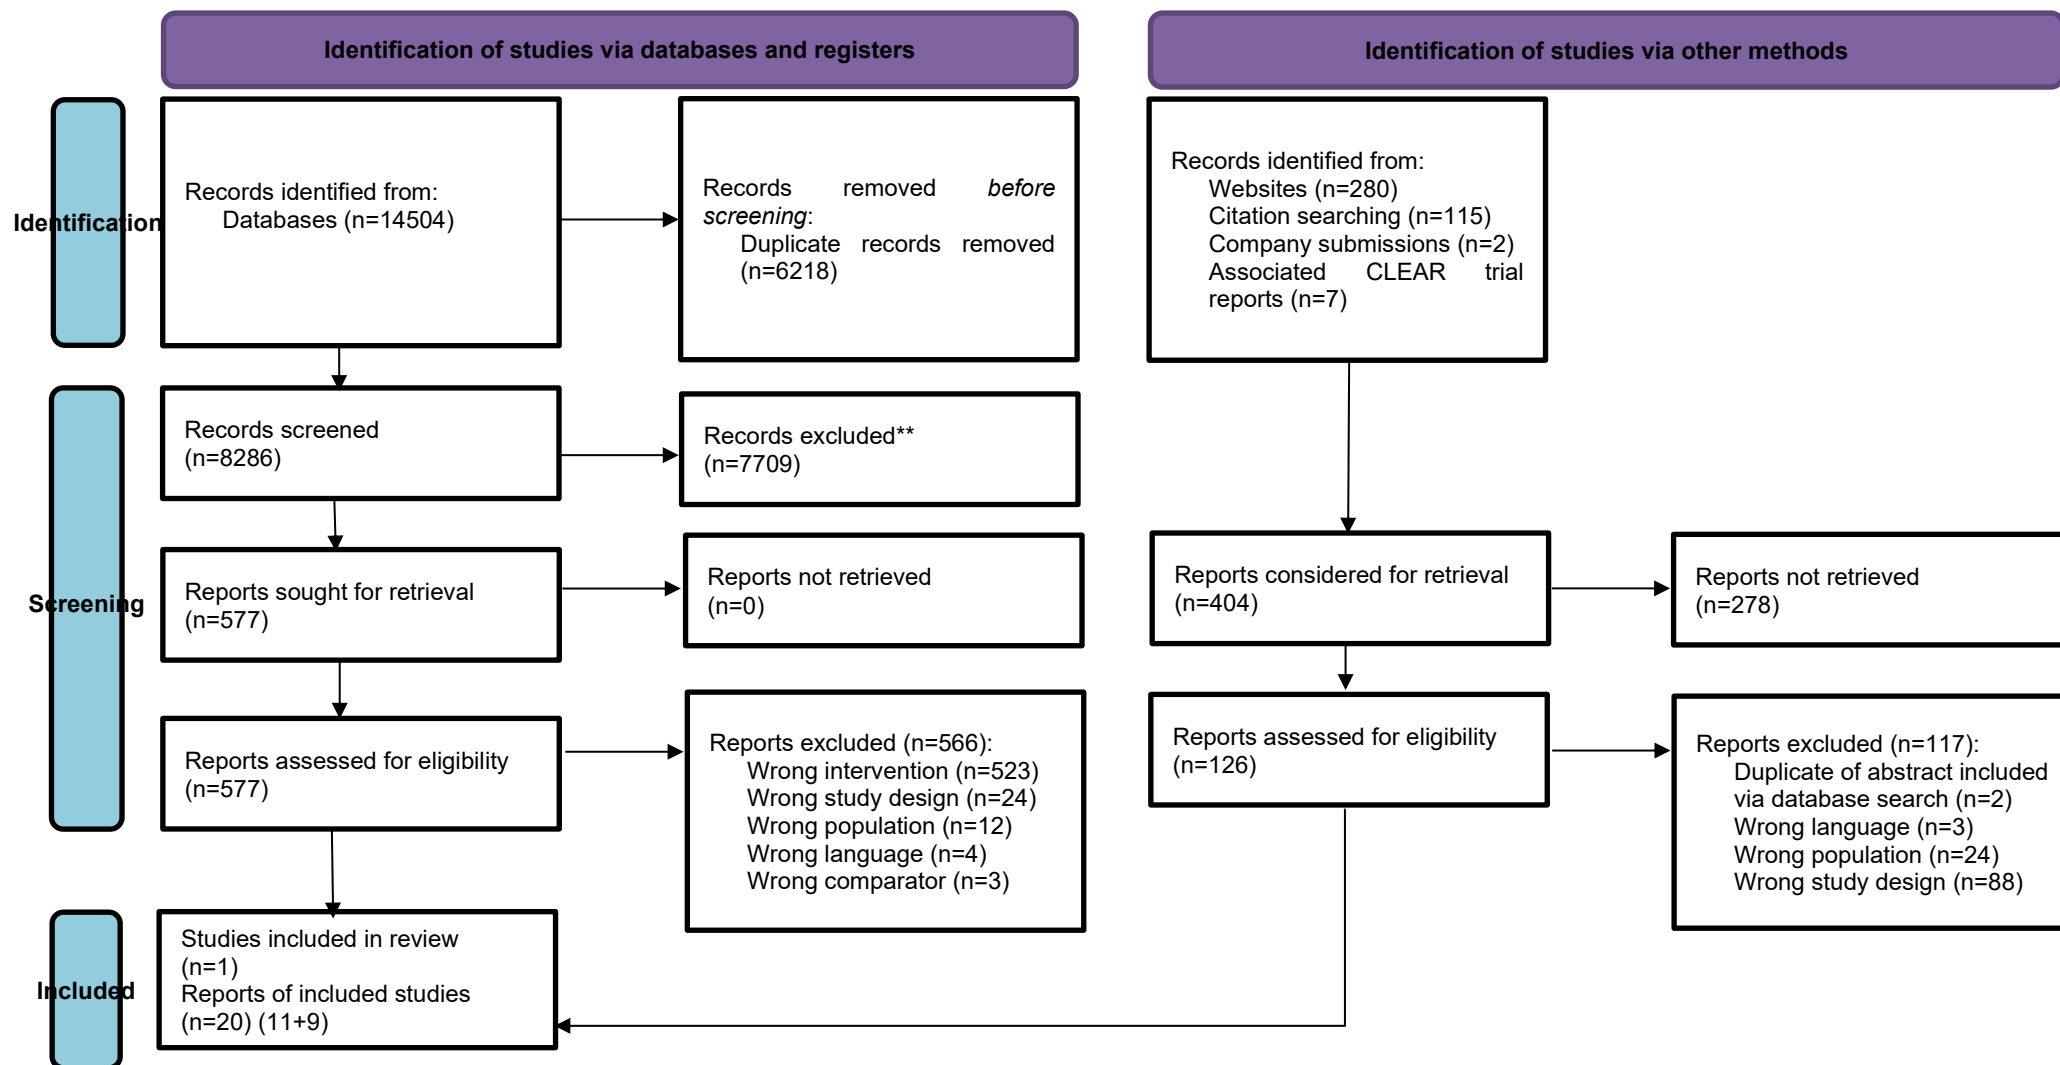 Identification of studies via databases and registers
Identification of studies via other methods
Identification
Records identified from:
Databases (n=14504)
Records removed before
screening:
Duplicate records removed
(n=6218)
Records identified from:
Websites (n=280)
Citation searching (n=115)
Company submissions (n=2)
Associated CLEAR trial
reports (n=7)
Screening
Records screened
(n=8286)
Records excluded**
(n=7709)
Reports sought for retrieval
(n=577)
Reports not retrieved
(n=0)
Reports considered for retrieval
(n=404)
Reports not retrieved
(n=278)
Reports assessed for eligibility
(n=577)
Reports excluded (n=566):
Wrong intervention (n=523)
Wrong study design (n=24)
Wrong population (n=12)
Wrong language (n=4)
Wrong comparator (n=3)
Reports assessed for eligibility
(n=126)
Reports excluded (n=117):
Duplicate of abstract included
via database search (n=2)
Wrong language (n=3)
Wrong population (n=24)
Wrong study design (n=88)
Included
Studies included in review
(n=1)
Reports of included studies
(n=20) (11+9)